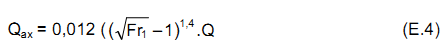 Qax = 0,012 ((√Fr1 – 1)^1,4.Q (E.4)